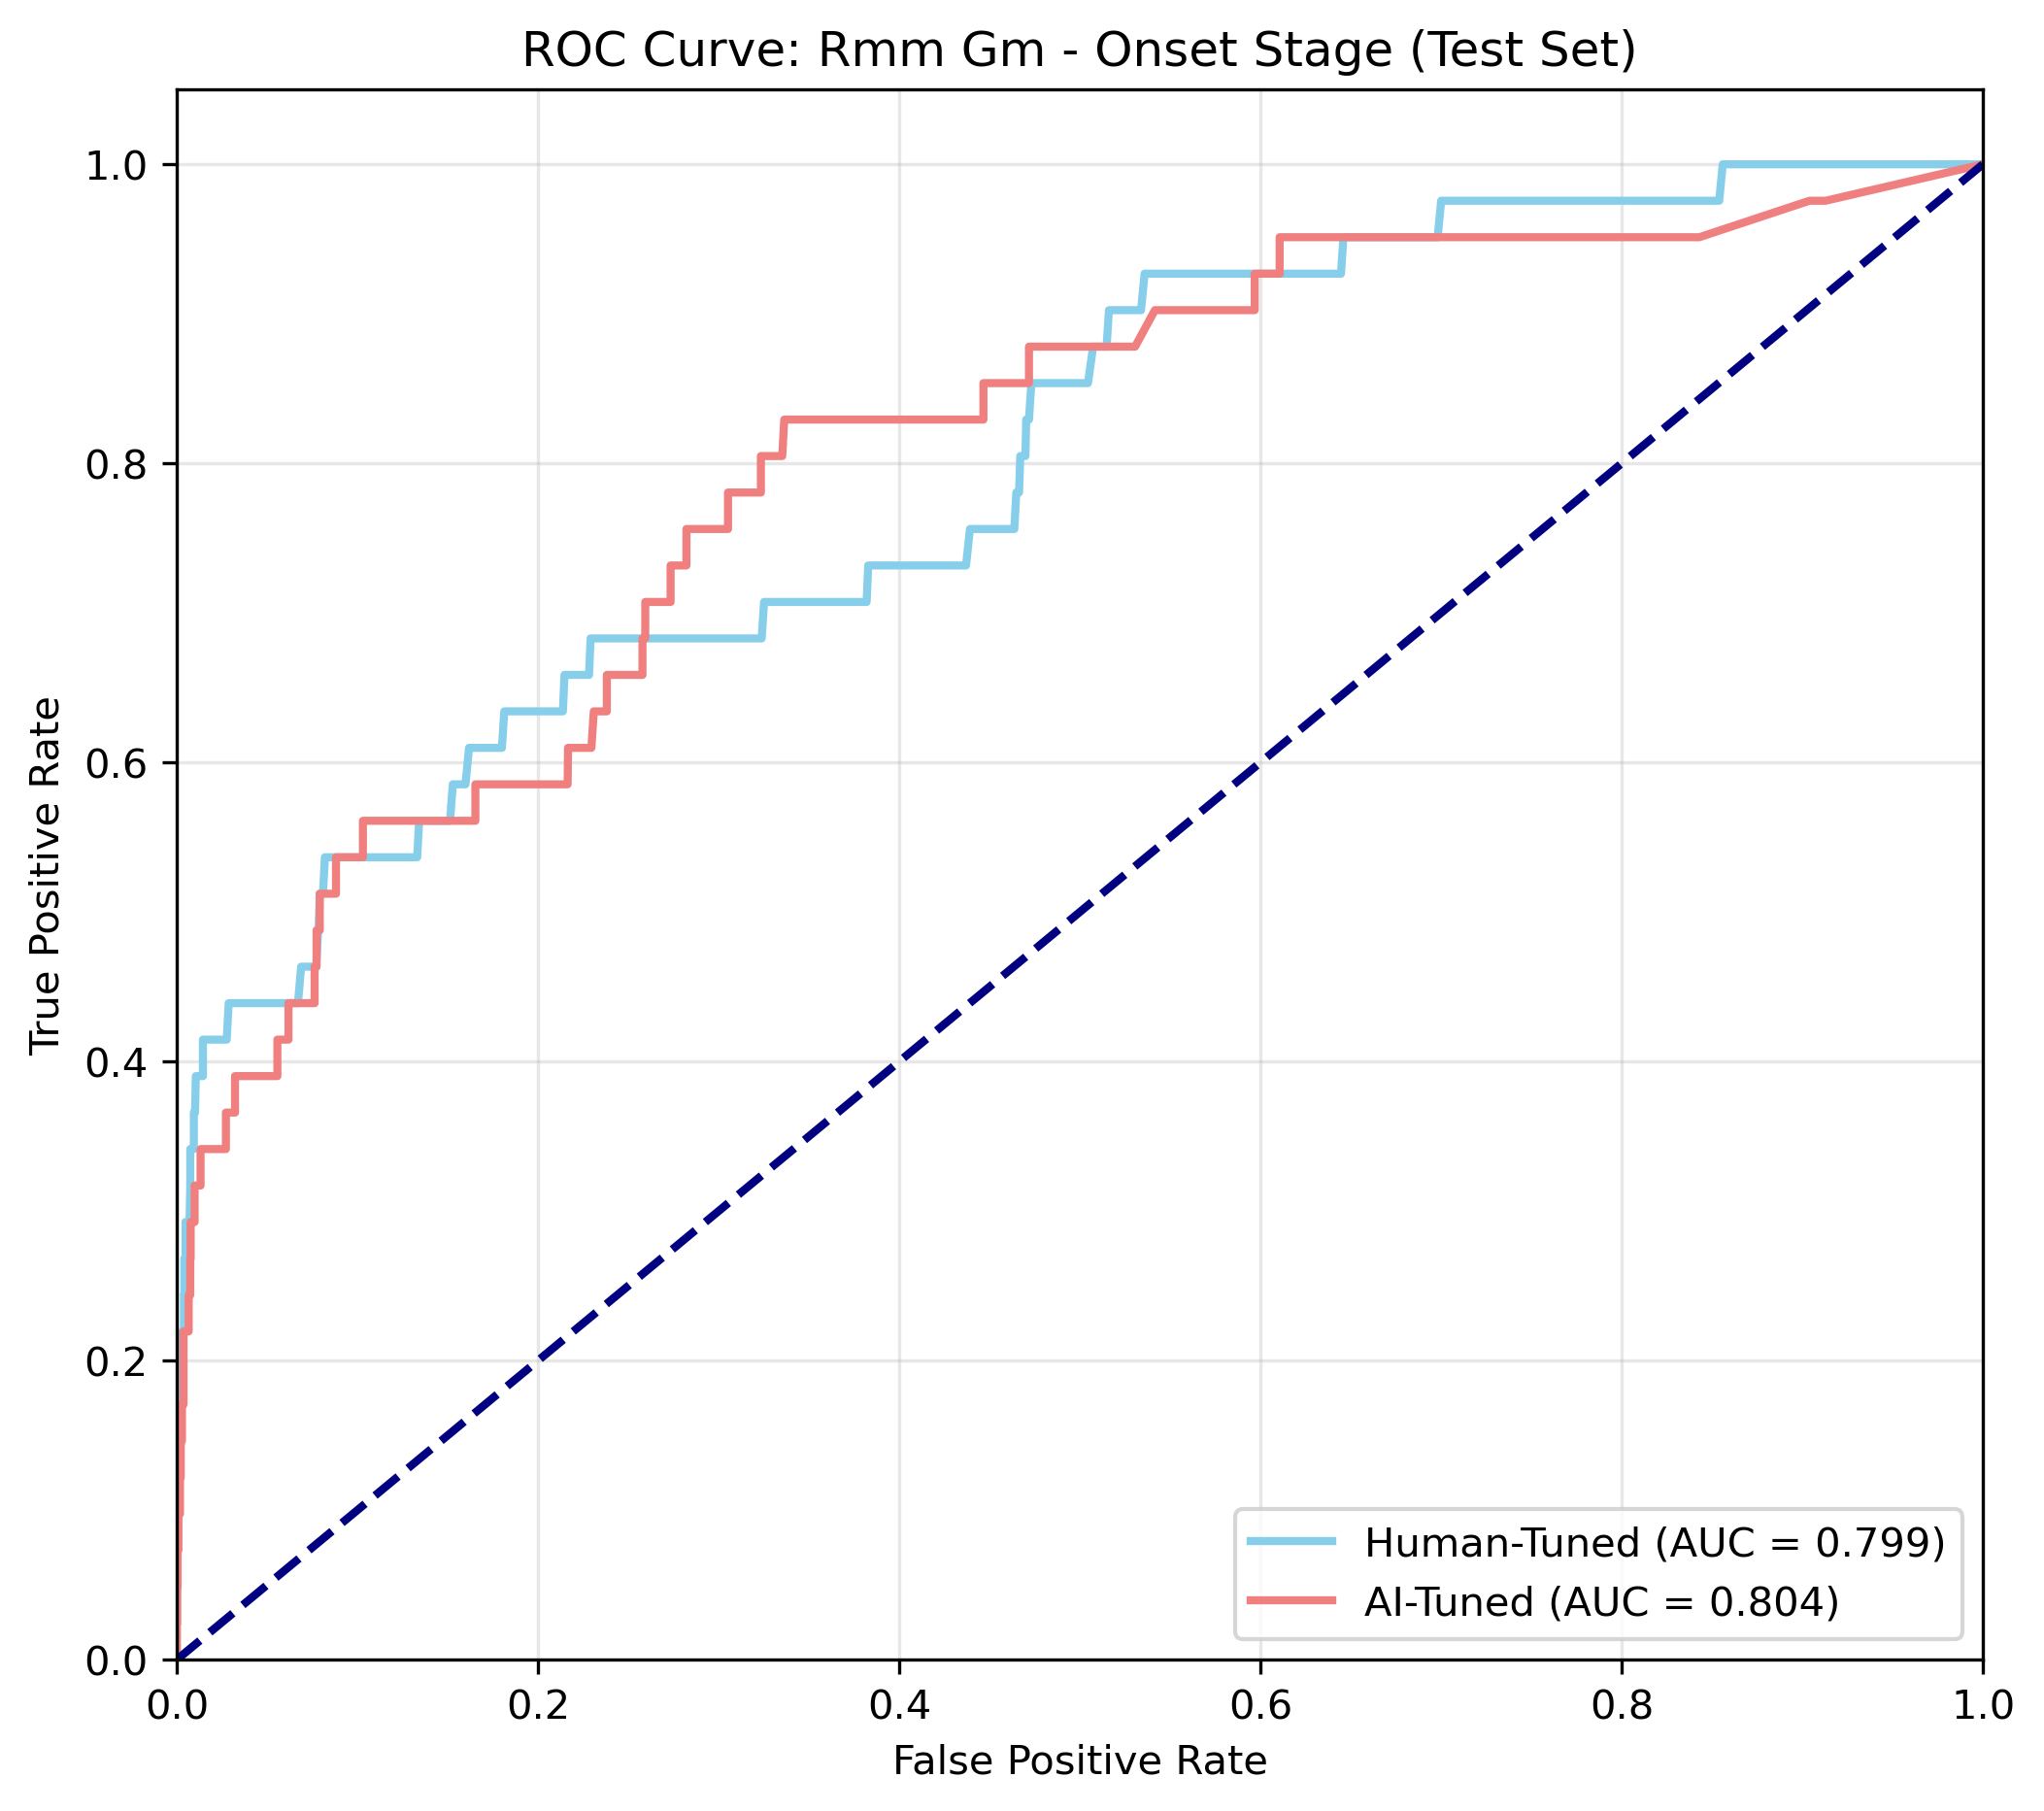 ROC Curve: Rmm Gm - Onset Stage (Test Set)
True Positive Rate
1.0
0.8
0.6
0.4
0.2
0.0
0.0 0.2 0.4 0.6 0.8 1.0
False Positive Rate
Human-Tuned (AUC = 0.799)
AI-Tuned (AUC = 0.804)